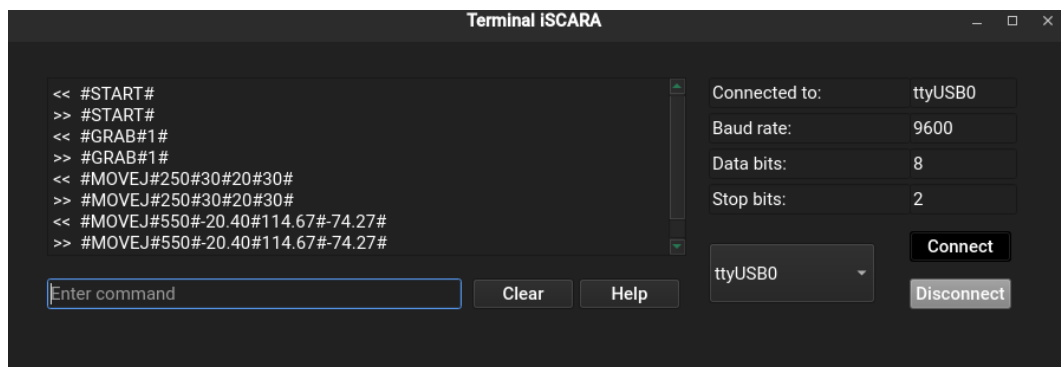 Terminal iSCARA
<< #START#
>> #START#
<< #GRAB#1#
>> #GRAB#1#
<< #MOVEJ#250#30#20#30#
>> #MOVEJ#250#30#20#30#
<< #MOVEJ#550#-20.40#114.67#-74.27#
>> #MOVEJ#550#-20.40#114.67#-74.27#
Enter command
Clear
Help
Connected to: ttyUSB0
Baud rate: 9600
Data bits: 8
Stop bits: 2
ttyUSB0
Connect
Disconnect